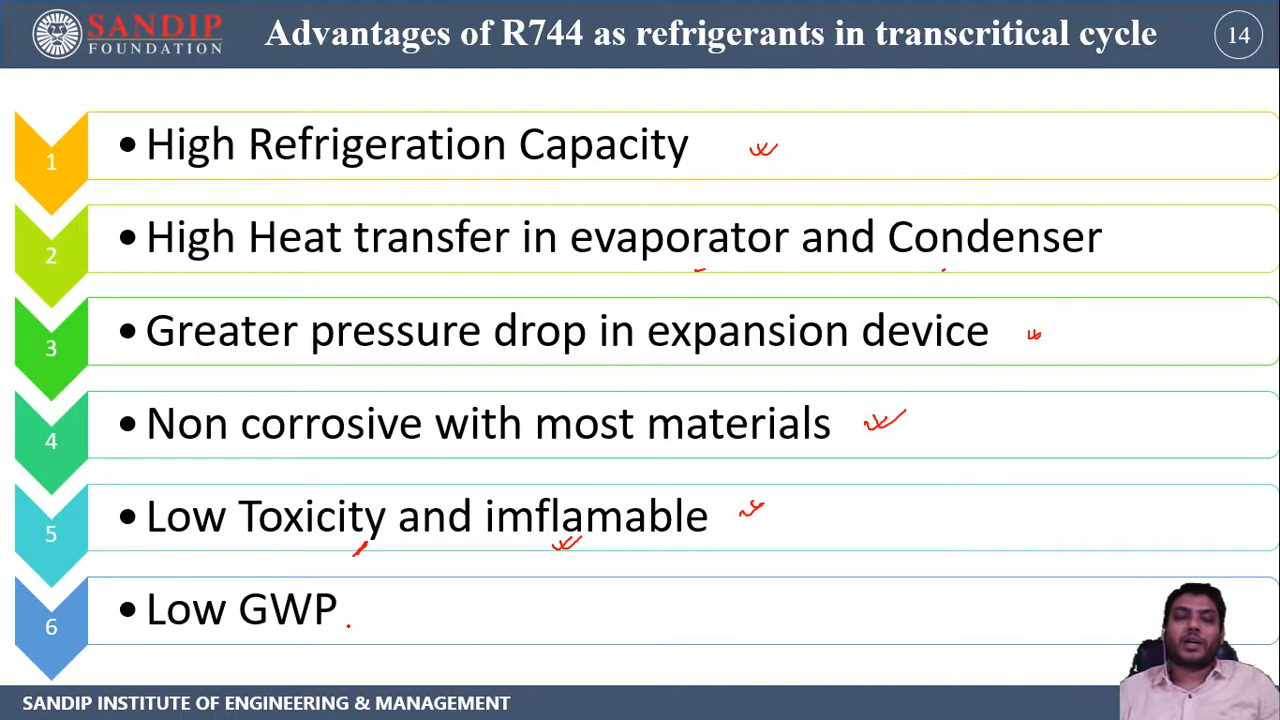 SANDIP
FOUNDATION
Advantages of R744 as refrigerants in transcritical cycle
14
1
• High Refrigeration Capacity
2
• High Heat transfer in evaporator and Condenser
3
• Greater pressure drop in expansion device
4
• Non corrosive with most materials
5
• Low Toxicity and imflamable
6
• Low GWP
SANDIP INSTITUTE OF ENGINEERING & MANAGEMENT